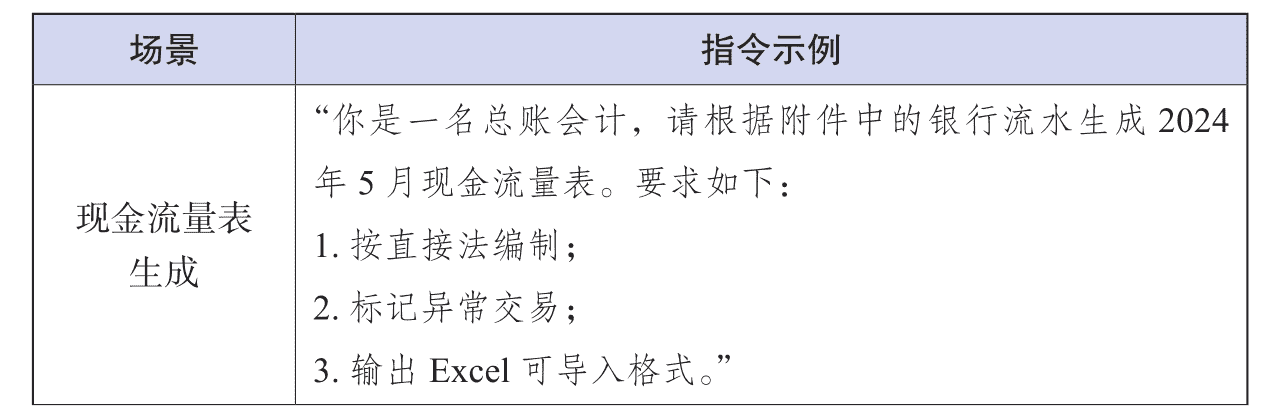 场景
指令示例
现金流量表
生成
“你是一名总账会计，请根据附件中的银行流水生成 2024
年 5 月现金流量表。要求如下：
1. 按直接法编制；
2. 标记异常交易；
3. 输出 Excel 可导入格式。”